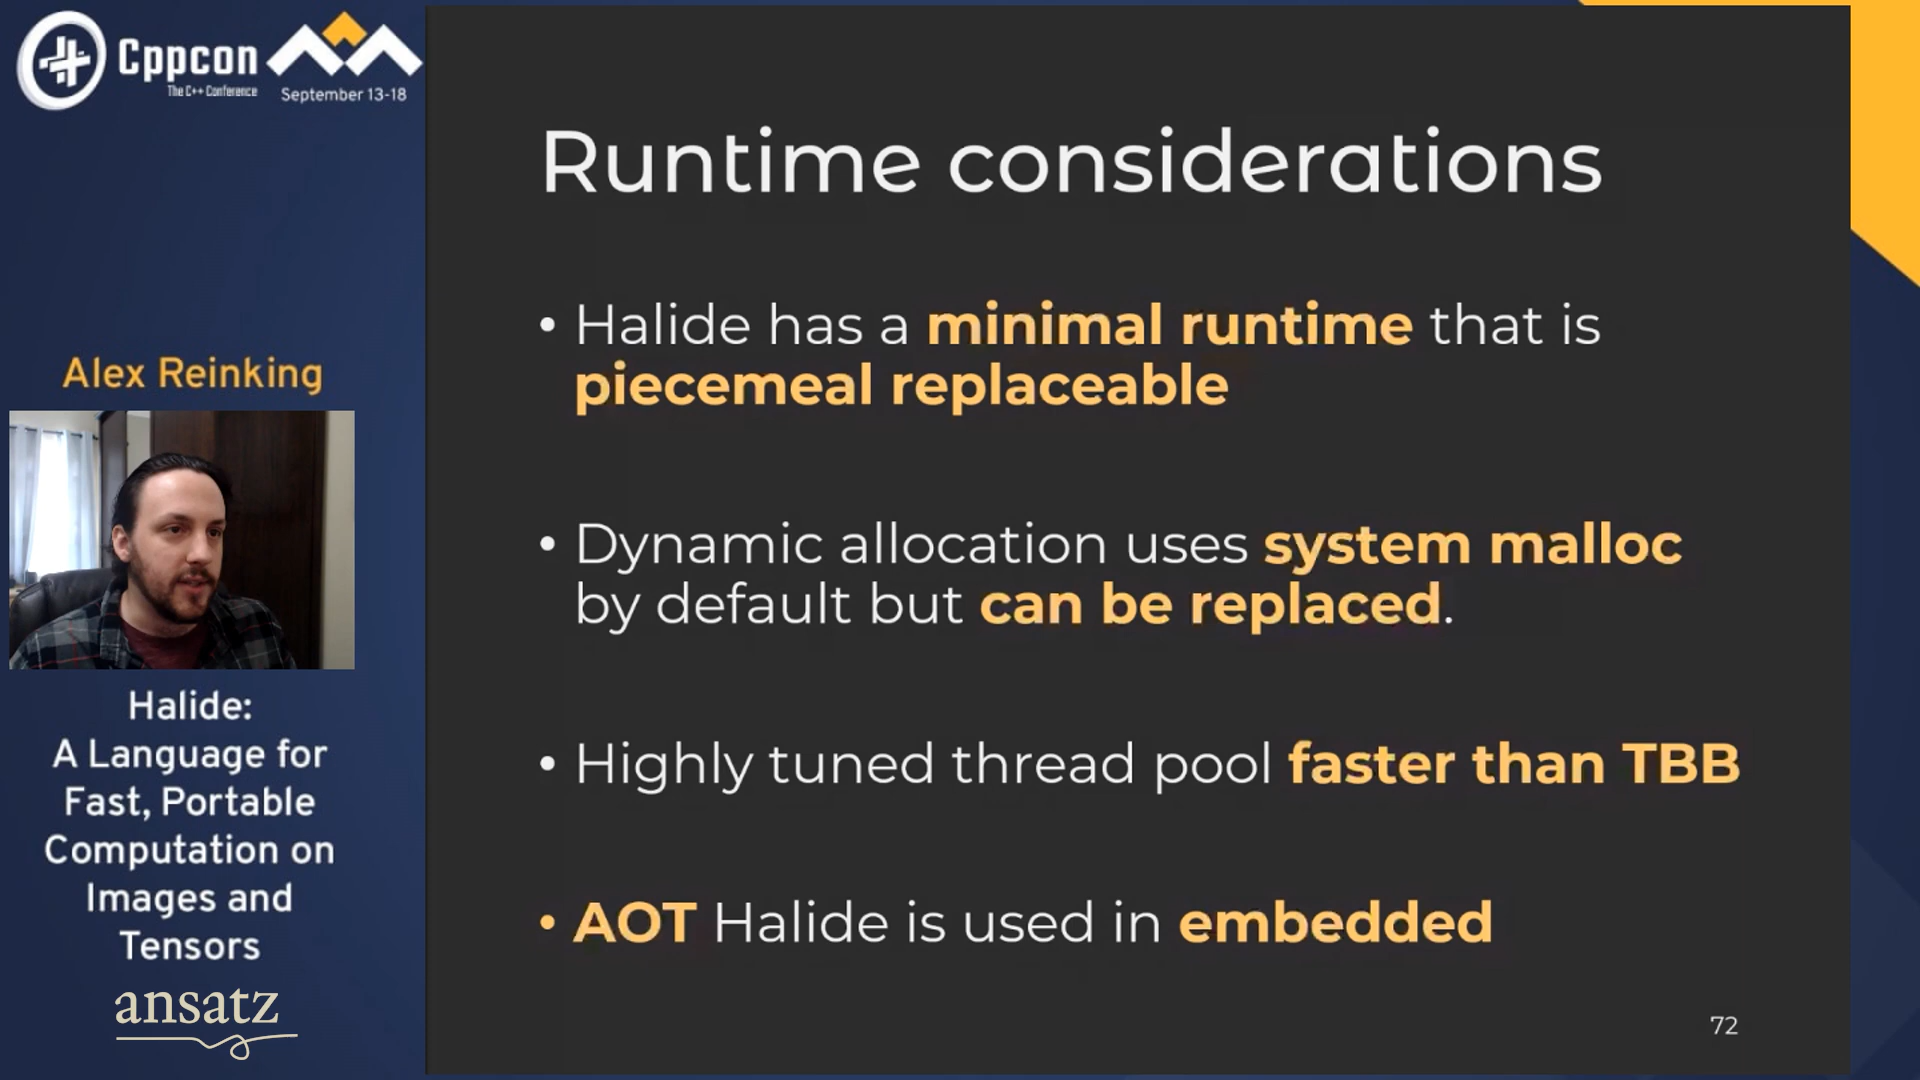 Cppcon
The C++ Conference
September 13-18
Alex Reinking
Halide:
A Language for
Fast, Portable
Computation on
Images and
Tensors
ansatz
Runtime considerations
• Halide has a minimal runtime that is
piecemeal replaceable
• Dynamic allocation uses system malloc
by default but can be replaced.
• Highly tuned thread pool faster than TBB
• AOT Halide is used in embedded
72